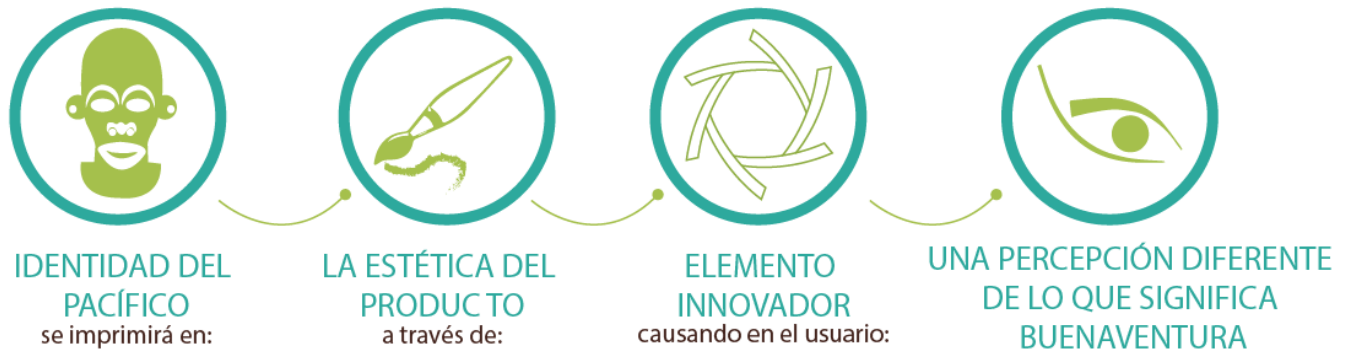 IDENTIDAD DEL
PACÍFICO
se imprimirá en:
LA ESTÉTICA DEL
PRODUC TO
a través de:
ELEMENTO
INNOVADOR
causando en el usuario:
UNA PERCEPCIÓN DIFERENTE
DE LO QUE SIGNIFICA
BUENAVENTURA